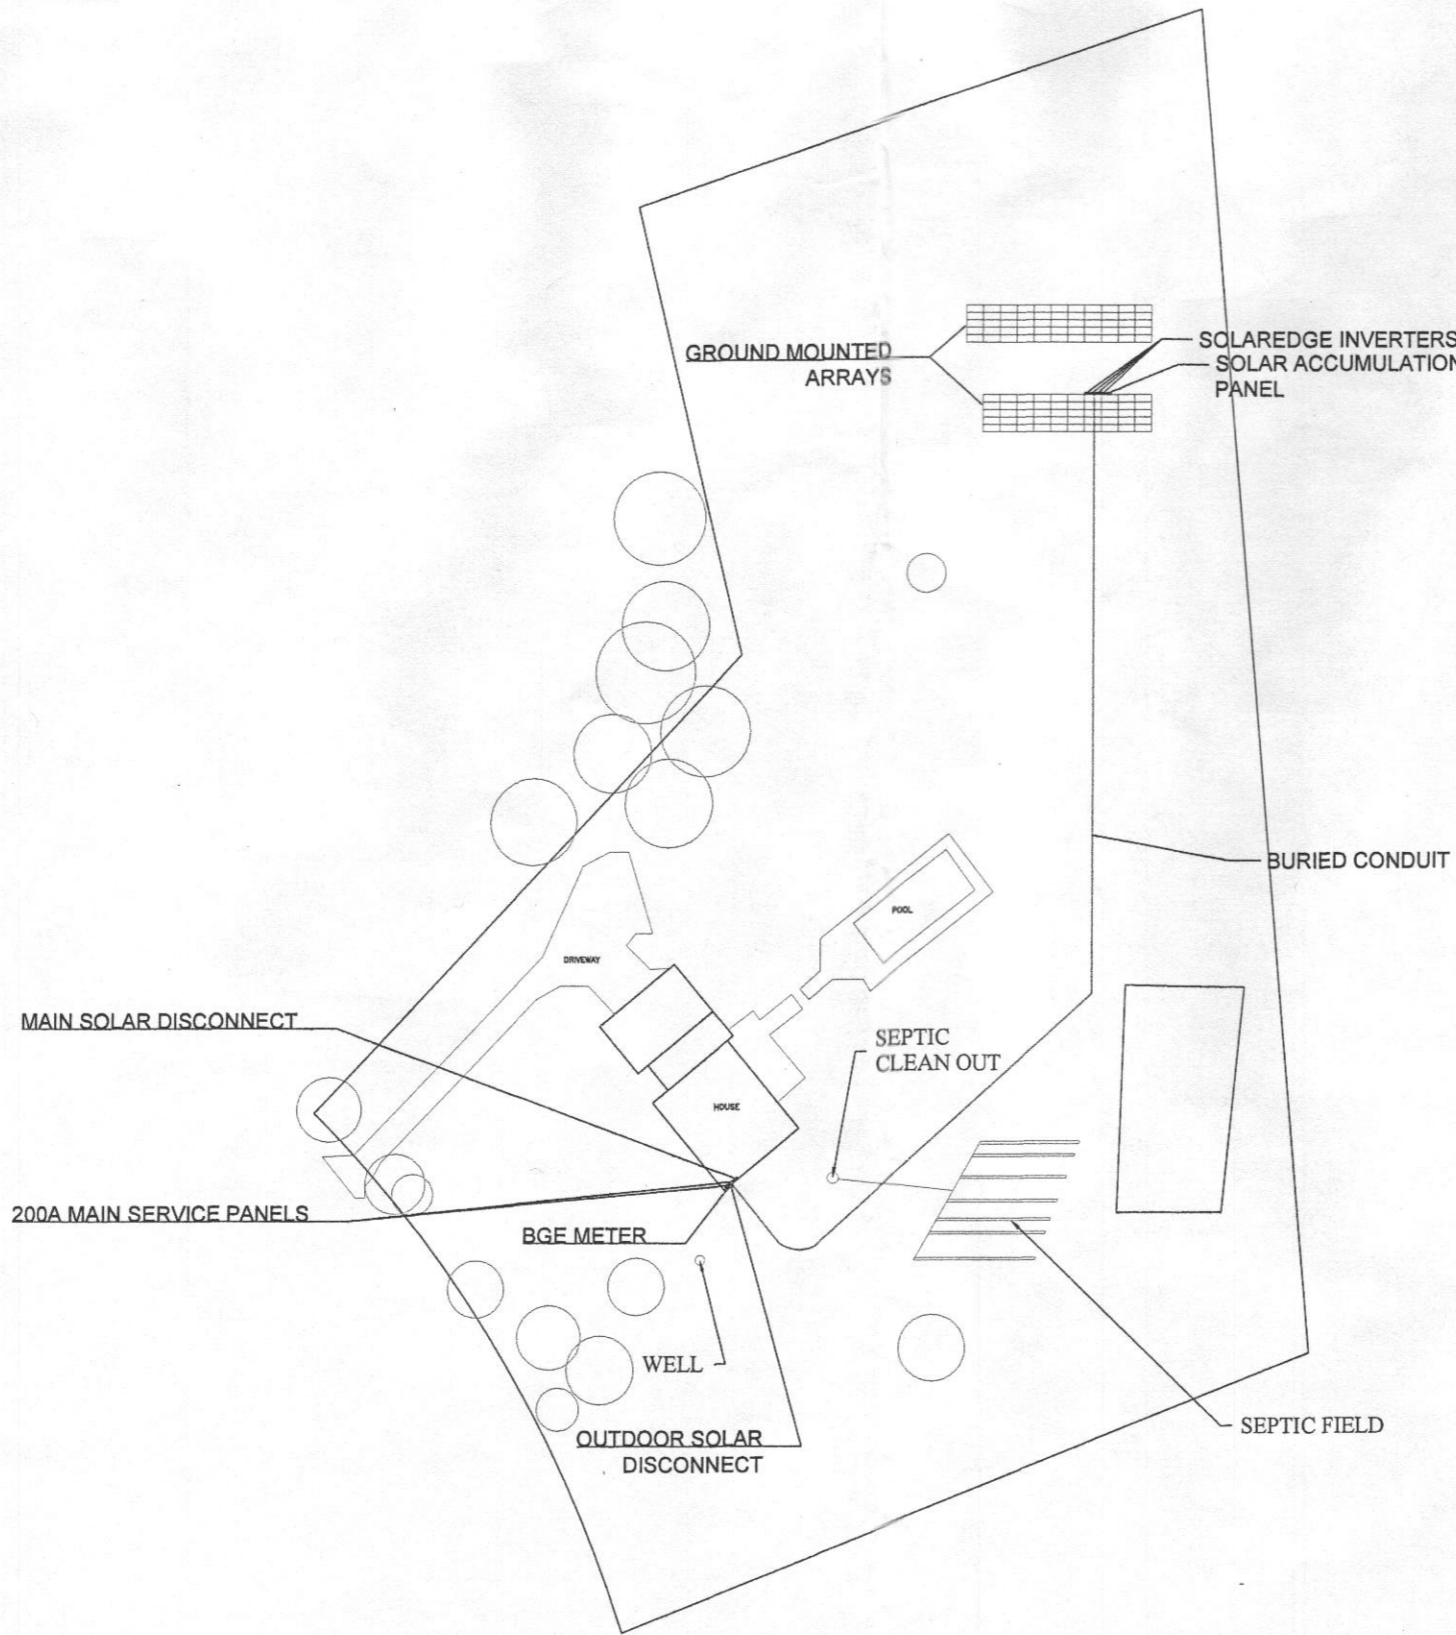 GROUND MOUNTED
ARRAYS
SOLAREDGE INVERTERS
SOLAR ACCUMULATION
PANEL
BURIED CONDUIT
POOL
DRIVEWAY
MAIN SOLAR DISCONNECT
SEPTIC
CLEAN OUT
HOUSE
200A MAIN SERVICE PANELS
BGE METER
WELL
SEPTIC FIELD
OUTDOOR SOLAR
DISCONNECT